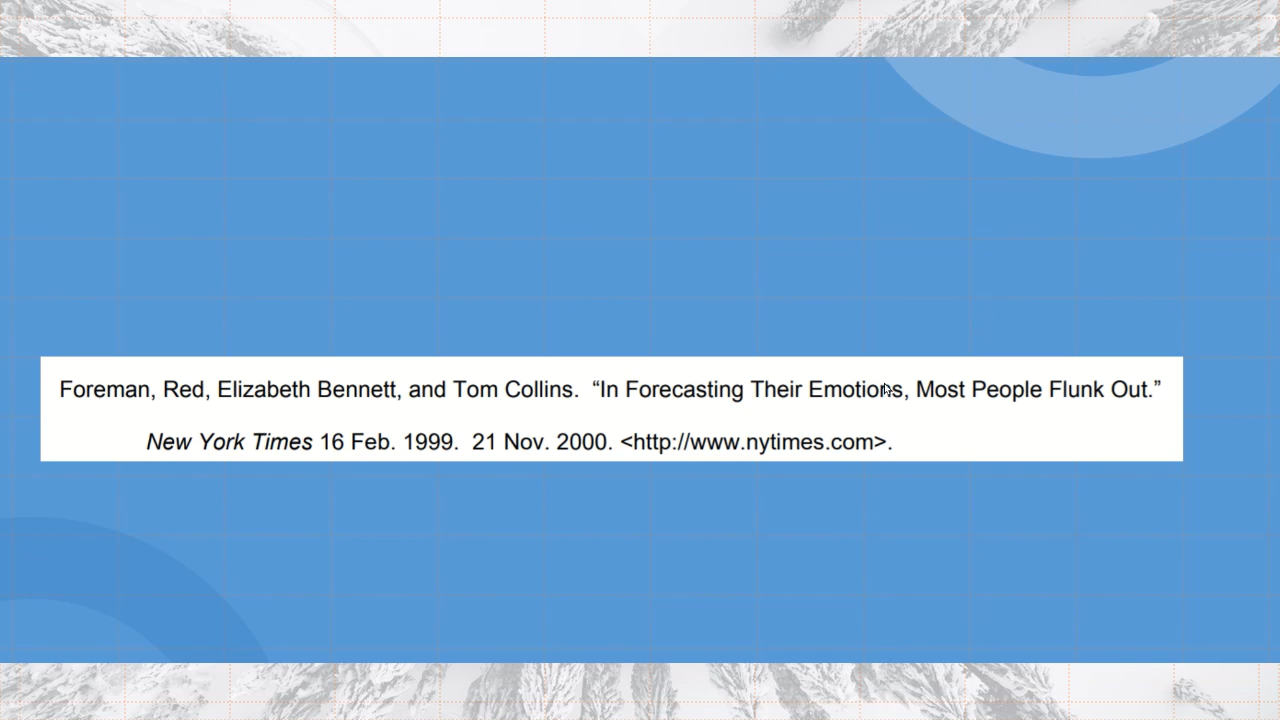 Foreman, Red, Elizabeth Bennett, and Tom Collins.  “In Forecasting Their Emotions, Most People Flunk Out.”
New York Times 16 Feb. 1999.  21 Nov. 2000. <http://www.nytimes.com>.